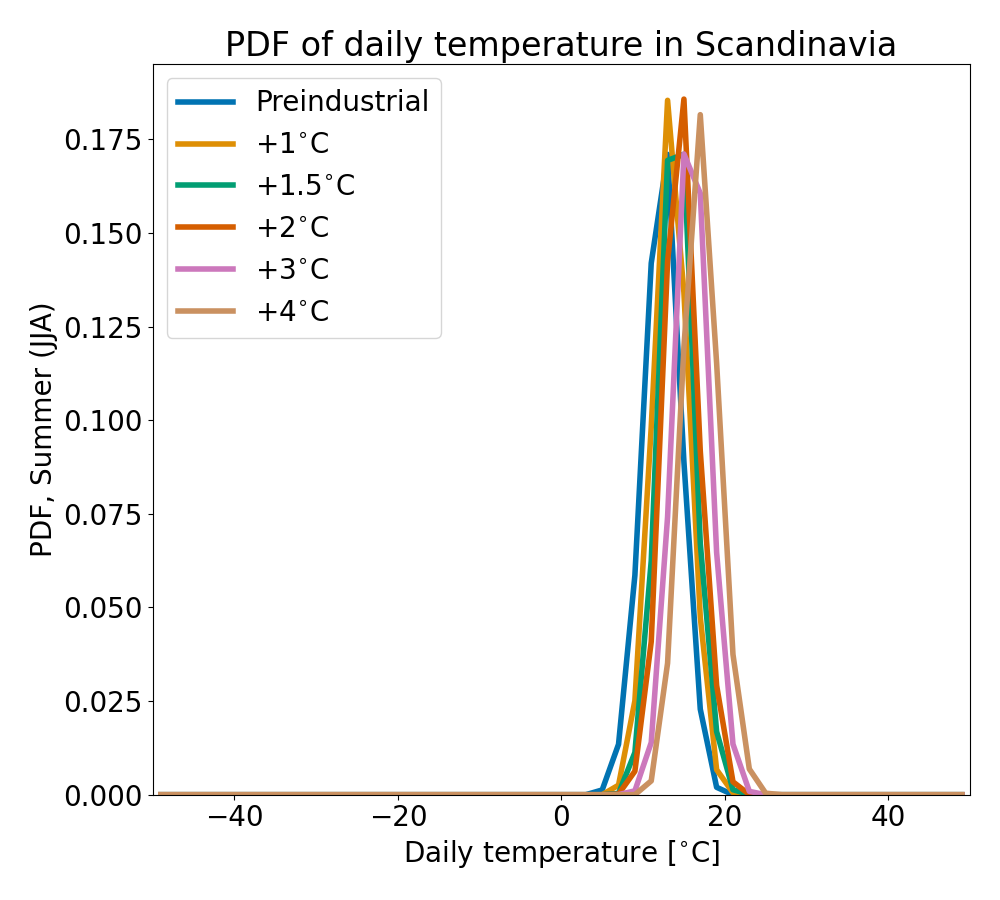 PDF of daily temperature in Scandinavia
Preindustrial
+1°C
+1.5°C
+2°C
+3°C
+4°C
PDF, Summer (JJA)
0.175
0.150
0.125
0.100
0.075
0.050
0.025
0.000
−40
−20
0
20
40
Daily temperature [°C]